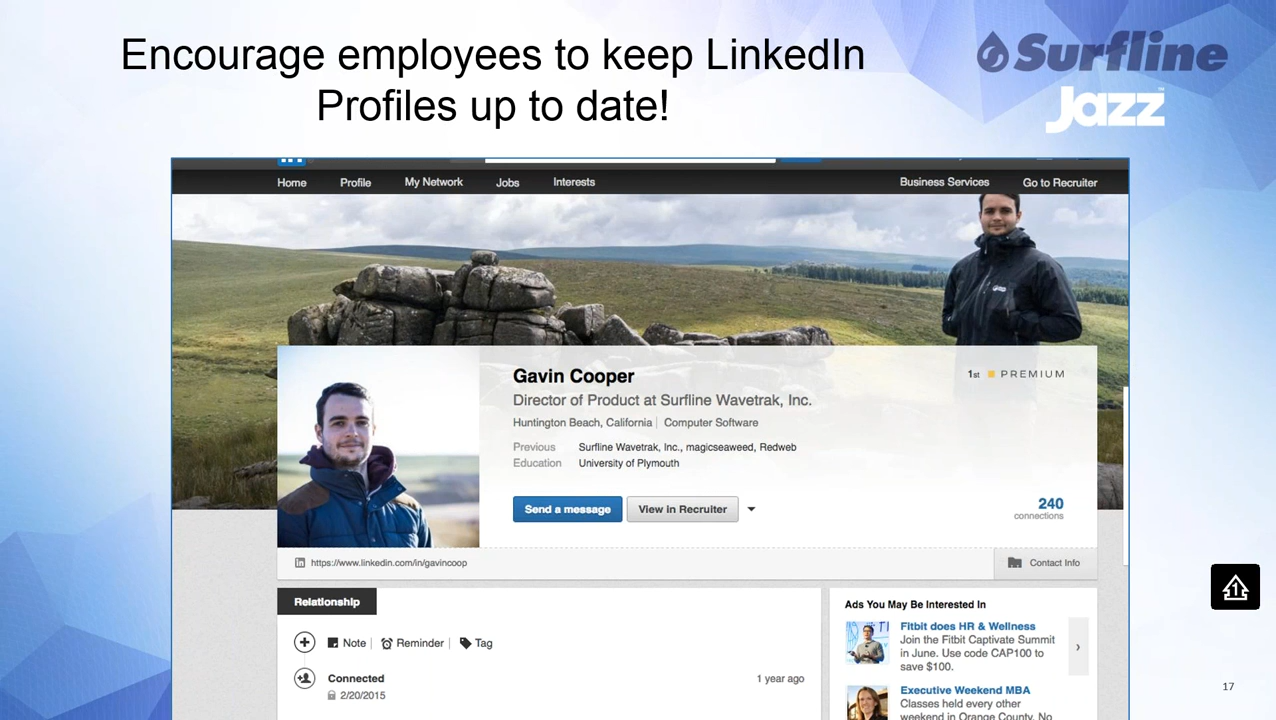 Encourage employees to keep LinkedIn
Profiles up to date!
Surfline
Jazz
Home Profile My Network Jobs Interests Business Services Go to Recruiter
Gavin Cooper
1st PREMIUM
Director of Product at Surfline Wavetrak, Inc.
Huntington Beach, California | Computer Software
Previous Surfline Wavetrak, Inc., magicseaweed, Redweb
Education University of Plymouth
Send a message View in Recruiter
240
connections
https://www.linkedin.com/in/gavincoop
Contact Info
Relationship
Note | Reminder | Tag
Connected 1 year ago
2/20/2015
Ads You May Be Interested In
Fitbit does HR & Wellness
Join the Fitbit Captivate Summit
in June. Use code CAP100 to
save $100.
Executive Weekend MBA
Classes held every other
weekend in Orange County. No
1
17